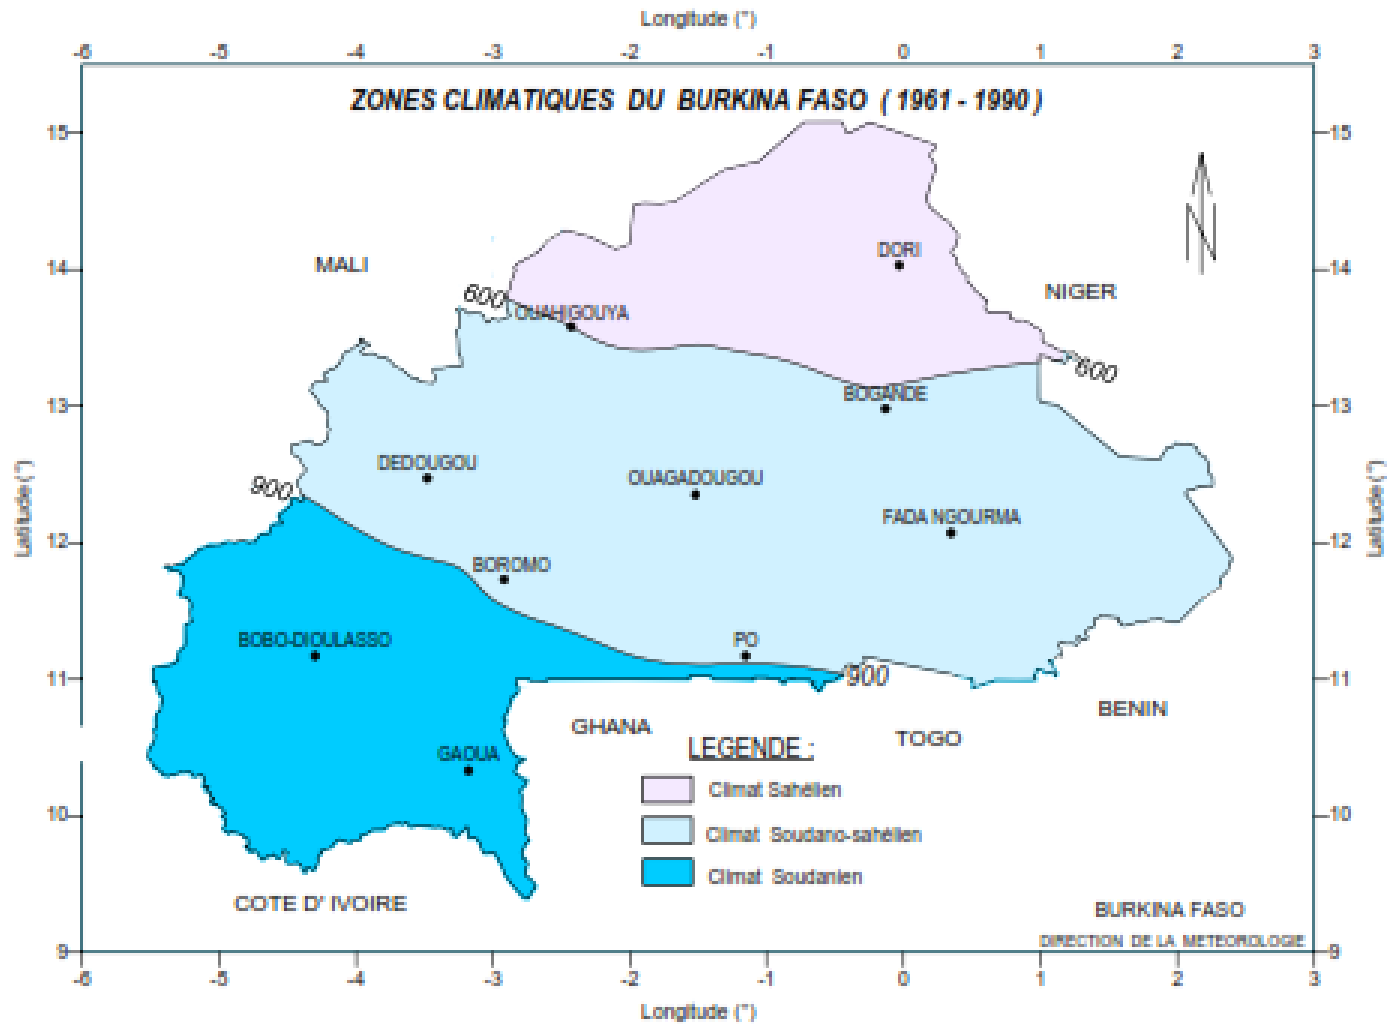 Longitude (°)
-6 -5 -4 -3 -2 -1 0 1 2 3
ZONES CLIMATIQUES DU BURKINA FASO ( 1961 - 1990 )
15 15
DORI
MALI
14 14
NIGER
600
OUAHIGOUYA
600
BOGANDE
13 13
DEDOUGOU
OUAGADOUGOU
900
Latitude (°)
Latitude (°)
FADA NGOURMA
12 12
BOROMO
BOBO-DIOULASSO
PO
11 11
900
BENIN
GHANA
TOGO
LEGENDE :
GAOUA
Climat Sahélien
10 10
Climat Soudano-sahélien
Climat Soudanien
COTE D' IVOIRE
BURKINA FASO
DIRECTION DE LA METEOROLOGIE
9 9
-6 -5 -4 -3 -2 -1 0 1 2 3
Longitude (°)
N